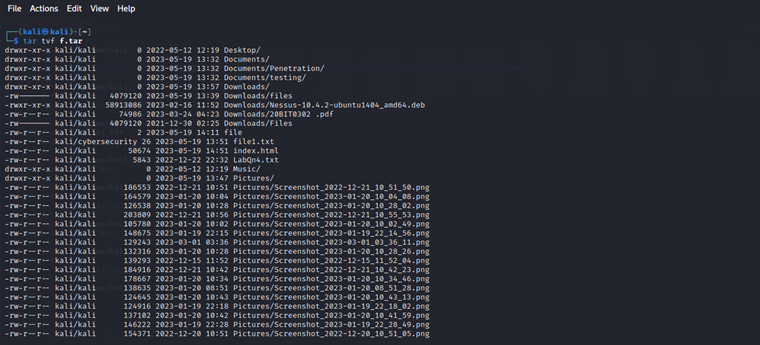 File Actions Edit View Help
┌──(kali㉿kali)-[~]
└─$ tar tvf f.tar
drwxr-xr-x kali/kali 0 2022-05-12 12:19 Desktop/
drwxr-xr-x kali/kali 0 2023-05-19 13:32 Documents/
drwxr-xr-x kali/kali 0 2023-05-19 13:32 Documents/Penetration/
drwxr-xr-x kali/kali 0 2023-05-19 13:32 Documents/testing/
drwxr-xr-x kali/kali 0 2023-05-19 13:57 Downloads/
-rw------- kali/kali 4079120 2023-05-19 13:39 Downloads/files
-rwxr-xr-x kali/kali 58913086 2023-02-16 11:52 Downloads/Nessus-10.4.2-ubuntu1404_amd64.deb
-rw-r--r-- kali/kali 74986 2023-03-24 04:23 Downloads/20BIT0302 .pdf
-rw------- kali/kali 4079120 2021-12-30 02:25 Downloads/Files
-rw-r--r-- kali/kali 2 2023-05-19 14:11 file
-rw-r--r-- kali/cybersecurity 26 2023-05-19 13:51 file1.txt
-rw-r--r-- kali/kali 50674 2023-05-19 14:51 index.html
-rw-r--r-- kali/kali 5843 2022-12-22 22:32 LabQn4.txt
drwxr-xr-x kali/kali 0 2022-05-12 12:19 Music/
drwxr-xr-x kali/kali 0 2023-05-19 13:47 Pictures/
-rw-r--r-- kali/kali 186553 2022-12-21 10:51 Pictures/Screenshot_2022-12-21_10_51_50.png
-rw-r--r-- kali/kali 164579 2023-01-20 10:04 Pictures/Screenshot_2023-01-20_10_04_08.png
-rw-r--r-- kali/kali 126538 2023-01-20 10:28 Pictures/Screenshot_2023-01-20_10_28_02.png
-rw-r--r-- kali/kali 203809 2022-12-21 10:56 Pictures/Screenshot_2022-12-21_10_55_53.png
-rw-r--r-- kali/kali 105780 2023-01-20 10:02 Pictures/Screenshot_2023-01-20_10_02_49.png
-rw-r--r-- kali/kali 148675 2023-01-19 22:15 Pictures/Screenshot_2023-01-19_22_14_56.png
-rw-r--r-- kali/kali 129243 2023-03-01 03:36 Pictures/Screenshot_2023-03-01_03_36_11.png
-rw-r--r-- kali/kali 132316 2023-01-20 10:28 Pictures/Screenshot_2023-01-20_10_28_26.png
-rw-r--r-- kali/kali 139293 2022-12-15 11:52 Pictures/Screenshot_2022-12-15_11_52_04.png
-rw-r--r-- kali/kali 184916 2022-12-21 10:42 Pictures/Screenshot_2022-12-21_10_42_23.png
-rw-r--r-- kali/kali 178667 2023-01-20 10:34 Pictures/Screenshot_2023-01-20_10_34_46.png
-rw-r--r-- kali/kali 138635 2023-01-20 08:51 Pictures/Screenshot_2023-01-20_08_51_28.png
-rw-r--r-- kali/kali 124645 2023-01-20 10:43 Pictures/Screenshot_2023-01-20_10_43_13.png
-rw-r--r-- kali/kali 124916 2023-01-19 22:18 Pictures/Screenshot_2023-01-19_22_18_02.png
-rw-r--r-- kali/kali 137102 2023-01-20 10:42 Pictures/Screenshot_2023-01-20_10_41_59.png
-rw-r--r-- kali/kali 146222 2023-01-19 22:28 Pictures/Screenshot_2023-01-19_22_28_49.png
-rw-r--r-- kali/kali 154371 2022-12-20 10:51 Pictures/Screenshot_2022-12-20_10_51_05.png